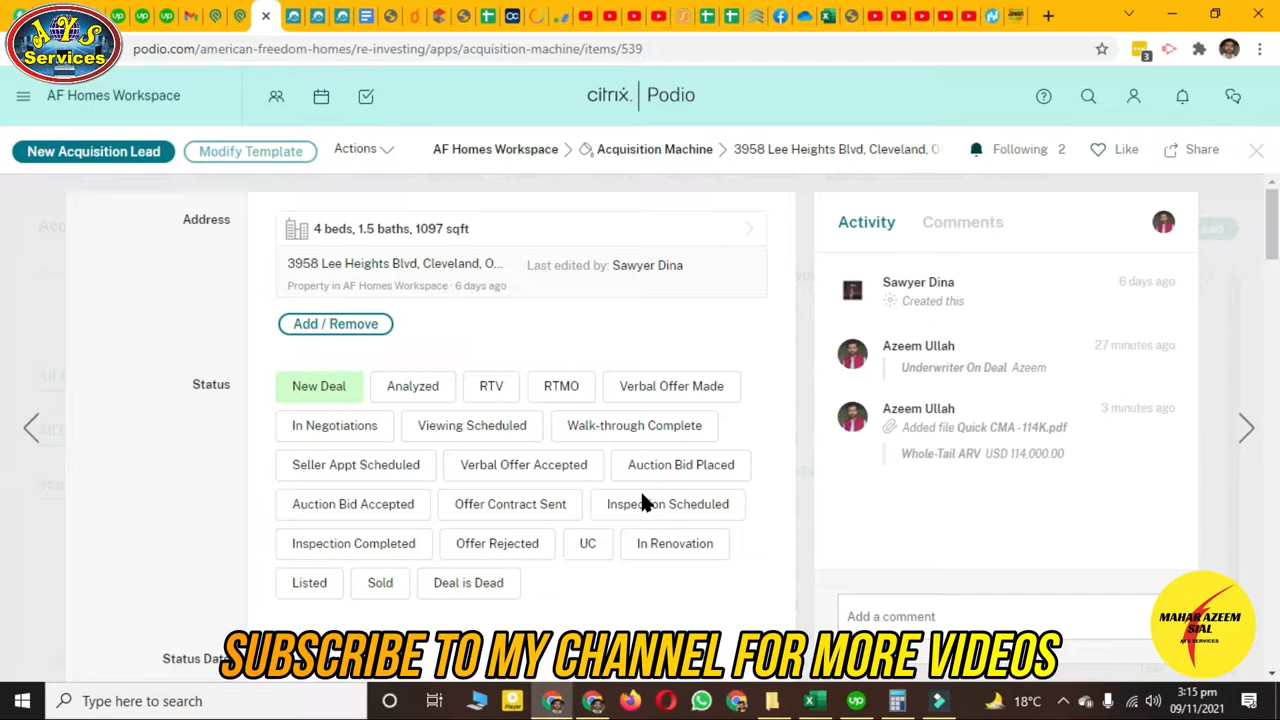 AYS
Services
podio.com/american-freedom-homes/re-investing/apps/acquisition-machine/items/539
3
AF Homes Workspace
citrix | Podio
New Acquisition Lead
Modify Template
Actions
AF Homes Workspace
Acquisition Machine
3958 Lee Heights Blvd, Cleveland, O
Following 2
Like
Share
Address
4 beds, 1.5 baths, 1097 sqft
3958 Lee Heights Blvd, Cleveland, O...
Last edited by: Sawyer Dina
Property in AF Homes Workspace · 6 days ago
Add / Remove
Status
New Deal
Analyzed
RTV
RTMO
Verbal Offer Made
In Negotiations
Viewing Scheduled
Walk-through Complete
Seller Appt Scheduled
Verbal Offer Accepted
Auction Bid Placed
Auction Bid Accepted
Offer Contract Sent
Inspection Scheduled
Inspection Completed
Offer Rejected
UC
In Renovation
Listed
Sold
Deal is Dead
Activity
Comments
Sawyer Dina
6 days ago
Created this
Azeem Ullah
27 minutes ago
Underwriter On Deal Azeem
Azeem Ullah
3 minutes ago
Added file Quick CMA - 114K.pdf
Whole-Tail ARV USD 114,000.00
Add a comment
MAHAR AZEEM
SIAL
AYS SERVICES
SUBSCRIBE TO MY CHANNEL FOR MORE VIDEOS
Type here to search
18°C
3:15 pm
09/11/2021